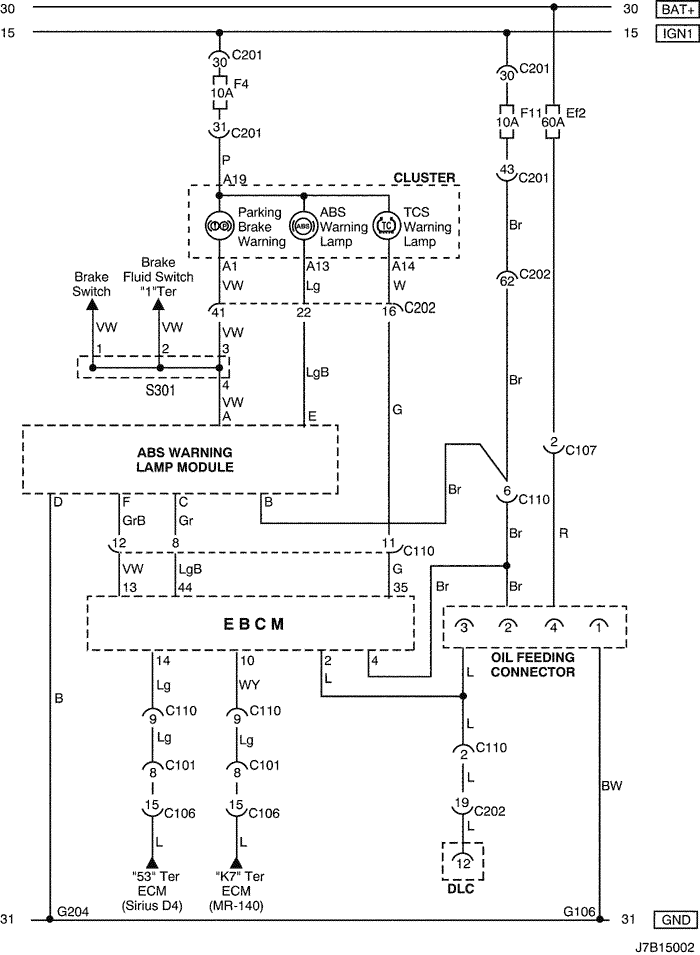 30 30 BAT+
15 15 IGN1
C201 C201
30 30
F4
10A
F11 Ef2
10A 60A
31 C201
43 C201
P
A19
CLUSTER
Br
Parking Brake Warning
ABS Warning Lamp
TCS Warning Lamp
TC
ABS
A1 A13 A14
VW Lg W
62 C202
Brake Switch
Brake Fluid Switch "1"Ter
41 22 16 C202
VW VW VW
1 2 3
LgB
Br
S301
4
VW
G
A E
ABS WARNING LAMP MODULE
2 C107
D F C B
Br
6 C110
GrB Gr
Br R
12 8 11 C110
VW LgB G
13 44 35
Br Br
EBCM
3 2 4 1
OIL FEEDING CONNECTOR
14 10 2 4
L L
Lg WY
B
9 C110 9 C110
L
Lg Lg
2 C110
8 C101 8 C101
L
BW
15 C106 15 C106
19 C202
L L L
12
DLC
"53" Ter ECM (Sirius D4)
"K7" Ter ECM (MR-140)
31 G204 G106 31 GND
J7B15002